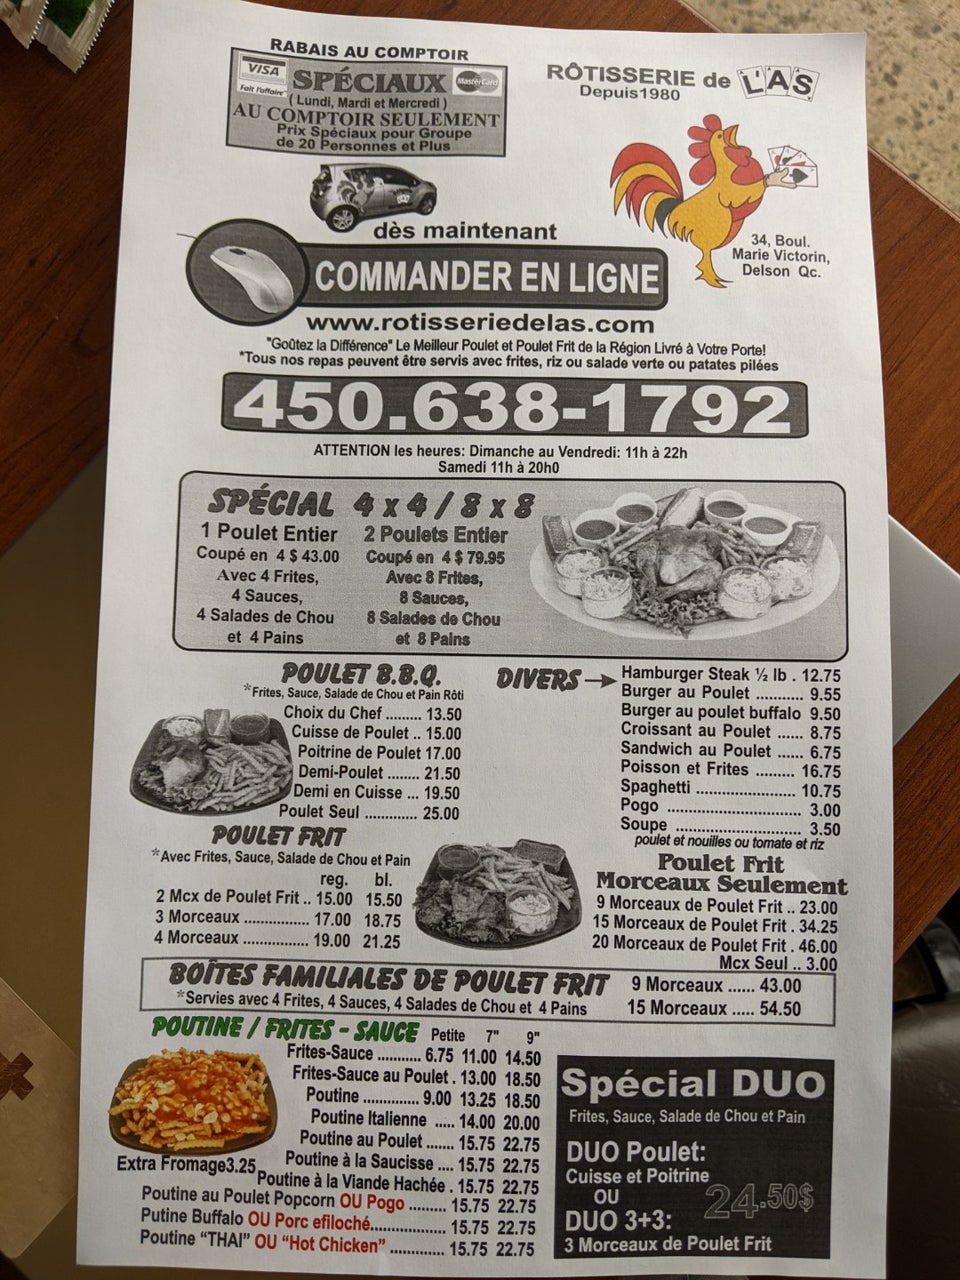 RABAIS AU COMPTOIR
VISA
Fait l'affaire
SPÉCIAUX
MasterCard
( Lundi, Mardi et Mercredi )
AU COMPTOIR SEULEMENT
Prix Spéciaux pour Groupe
de 20 Personnes et Plus
RÔTISSERIE de L'AS
Depuis1980
34, Boul.
Marie Victorin,
Delson Qc.
dès maintenant
COMMANDER EN LIGNE
www.rotisseriedelas.com
"Goûtez la Différence" Le Meilleur Poulet et Poulet Frit de la Région Livré à Votre Porte!
*Tous nos repas peuvent être servis avec frites, riz ou salade verte ou patates pilées
450.638-1792
ATTENTION les heures: Dimanche au Vendredi: 11h à 22h
Samedi 11h à 20h0
SPÉCIAL 4 x 4 / 8 x 8
1 Poulet Entier
Coupé en 4 $ 43.00
Avec 4 Frites,
4 Sauces,
4 Salades de Chou
et 4 Pains
2 Poulets Entier
Coupé en 4 $ 79.95
Avec 8 Frites,
8 Sauces,
8 Salades de Chou
et 8 Pains
POULET B.B.Q.
*Frites, Sauce, Salade de Chou et Pain Rôti
Choix du Chef ......... 13.50
Cuisse de Poulet .. 15.00
Poitrine de Poulet 17.00
Demi-Poulet ........ 21.50
Demi en Cuisse ... 19.50
Poulet Seul ............. 25.00
DIVERS
Hamburger Steak ½ lb . 12.75
Burger au Poulet ........... 9.55
Burger au poulet buffalo 9.50
Croissant au Poulet ...... 8.75
Sandwich au Poulet ...... 6.75
Poisson et Frites ......... 16.75
Spaghetti ....................... 10.75
Pogo ............................... 3.00
Soupe ............................. 3.50
poulet et nouilles ou tomate et riz
POULET FRIT
*Avec Frites, Sauce, Salade de Chou et Pain
reg. bl.
2 Mcx de Poulet Frit .. 15.00 15.50
3 Morceaux ............... 17.00 18.75
4 Morceaux ............... 19.00 21.25
Poulet Frit
Morceaux Seulement
9 Morceaux de Poulet Frit .. 23.00
15 Morceaux de Poulet Frit . 34.25
20 Morceaux de Poulet Frit . 46.00
Mcx Seul .. 3.00
BOÎTES FAMILIALES DE POULET FRIT
*Servies avec 4 Frites, 4 Sauces, 4 Salades de Chou et 4 Pains
9 Morceaux ...... 43.00
15 Morceaux ..... 54.50
POUTINE / FRITES - SAUCE Petite 7" 9"
Frites-Sauce ........... 6.75 11.00 14.50
Frites-Sauce au Poulet . 13.00 18.50
Poutine .............. 9.00 13.25 18.50
Poutine Italienne ..... 14.00 20.00
Poutine au Poulet ....... 15.75 22.75
Poutine à la Saucisse .... 15.75 22.75
Extra Fromage3.25
Poutine à la Viande Hachée . 15.75 22.75
Poutine au Poulet Popcorn OU Pogo ......... 15.75 22.75
Putine Buffalo OU Porc efiloché.................. 15.75 22.75
Poutine “THAI” OU “Hot Chicken” ............. 15.75 22.75
Spécial DUO
Frites, Sauce, Salade de Chou et Pain
DUO Poulet:
Cuisse et Poitrine
OU
24.50$
DUO 3+3:
3 Morceaux de Poulet Frit